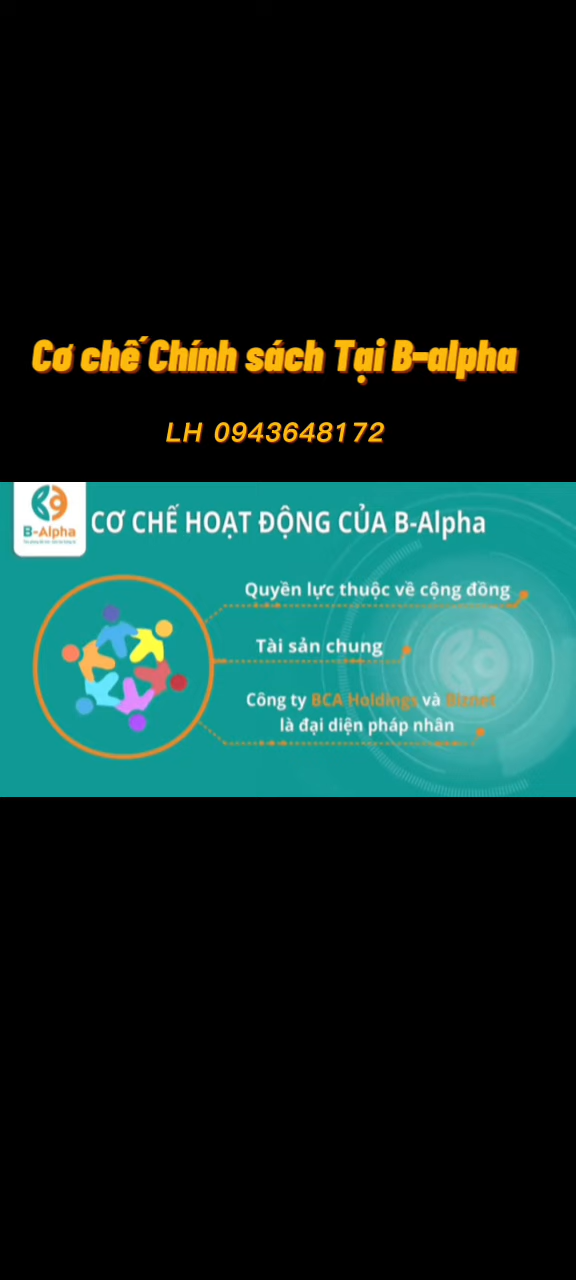 Cơ chế Chính sách Tại B-alpha
LH 0943648172
B-Alpha
CƠ CHẾ HOẠT ĐỘNG CỦA B-Alpha
Quyền lực thuộc về cộng đồng
Tài sản chung
Công ty BCA Holdings và Biznet
là đại diện pháp nhân